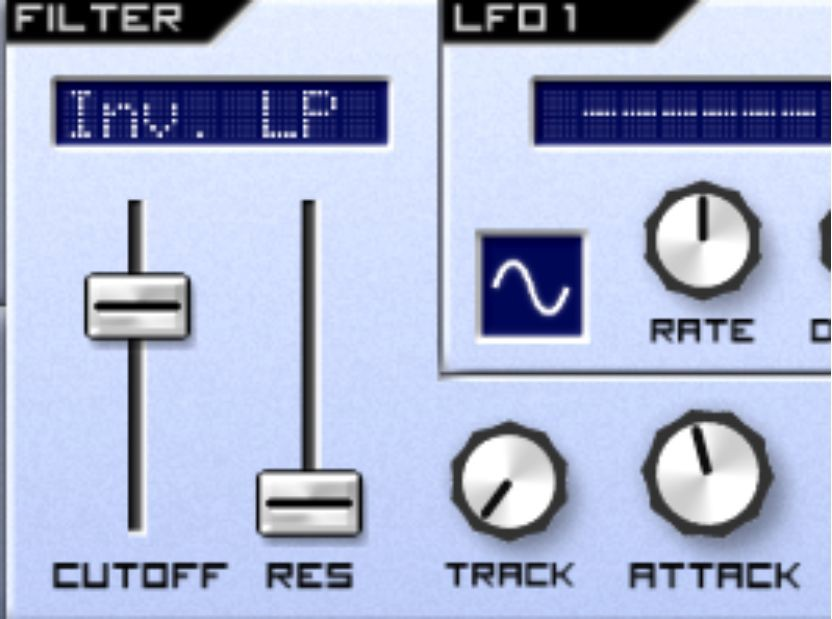 FILTER
LFO 1
Inv. LP
------
RATE
CUTOFF
RES
TRACK
ATTACK